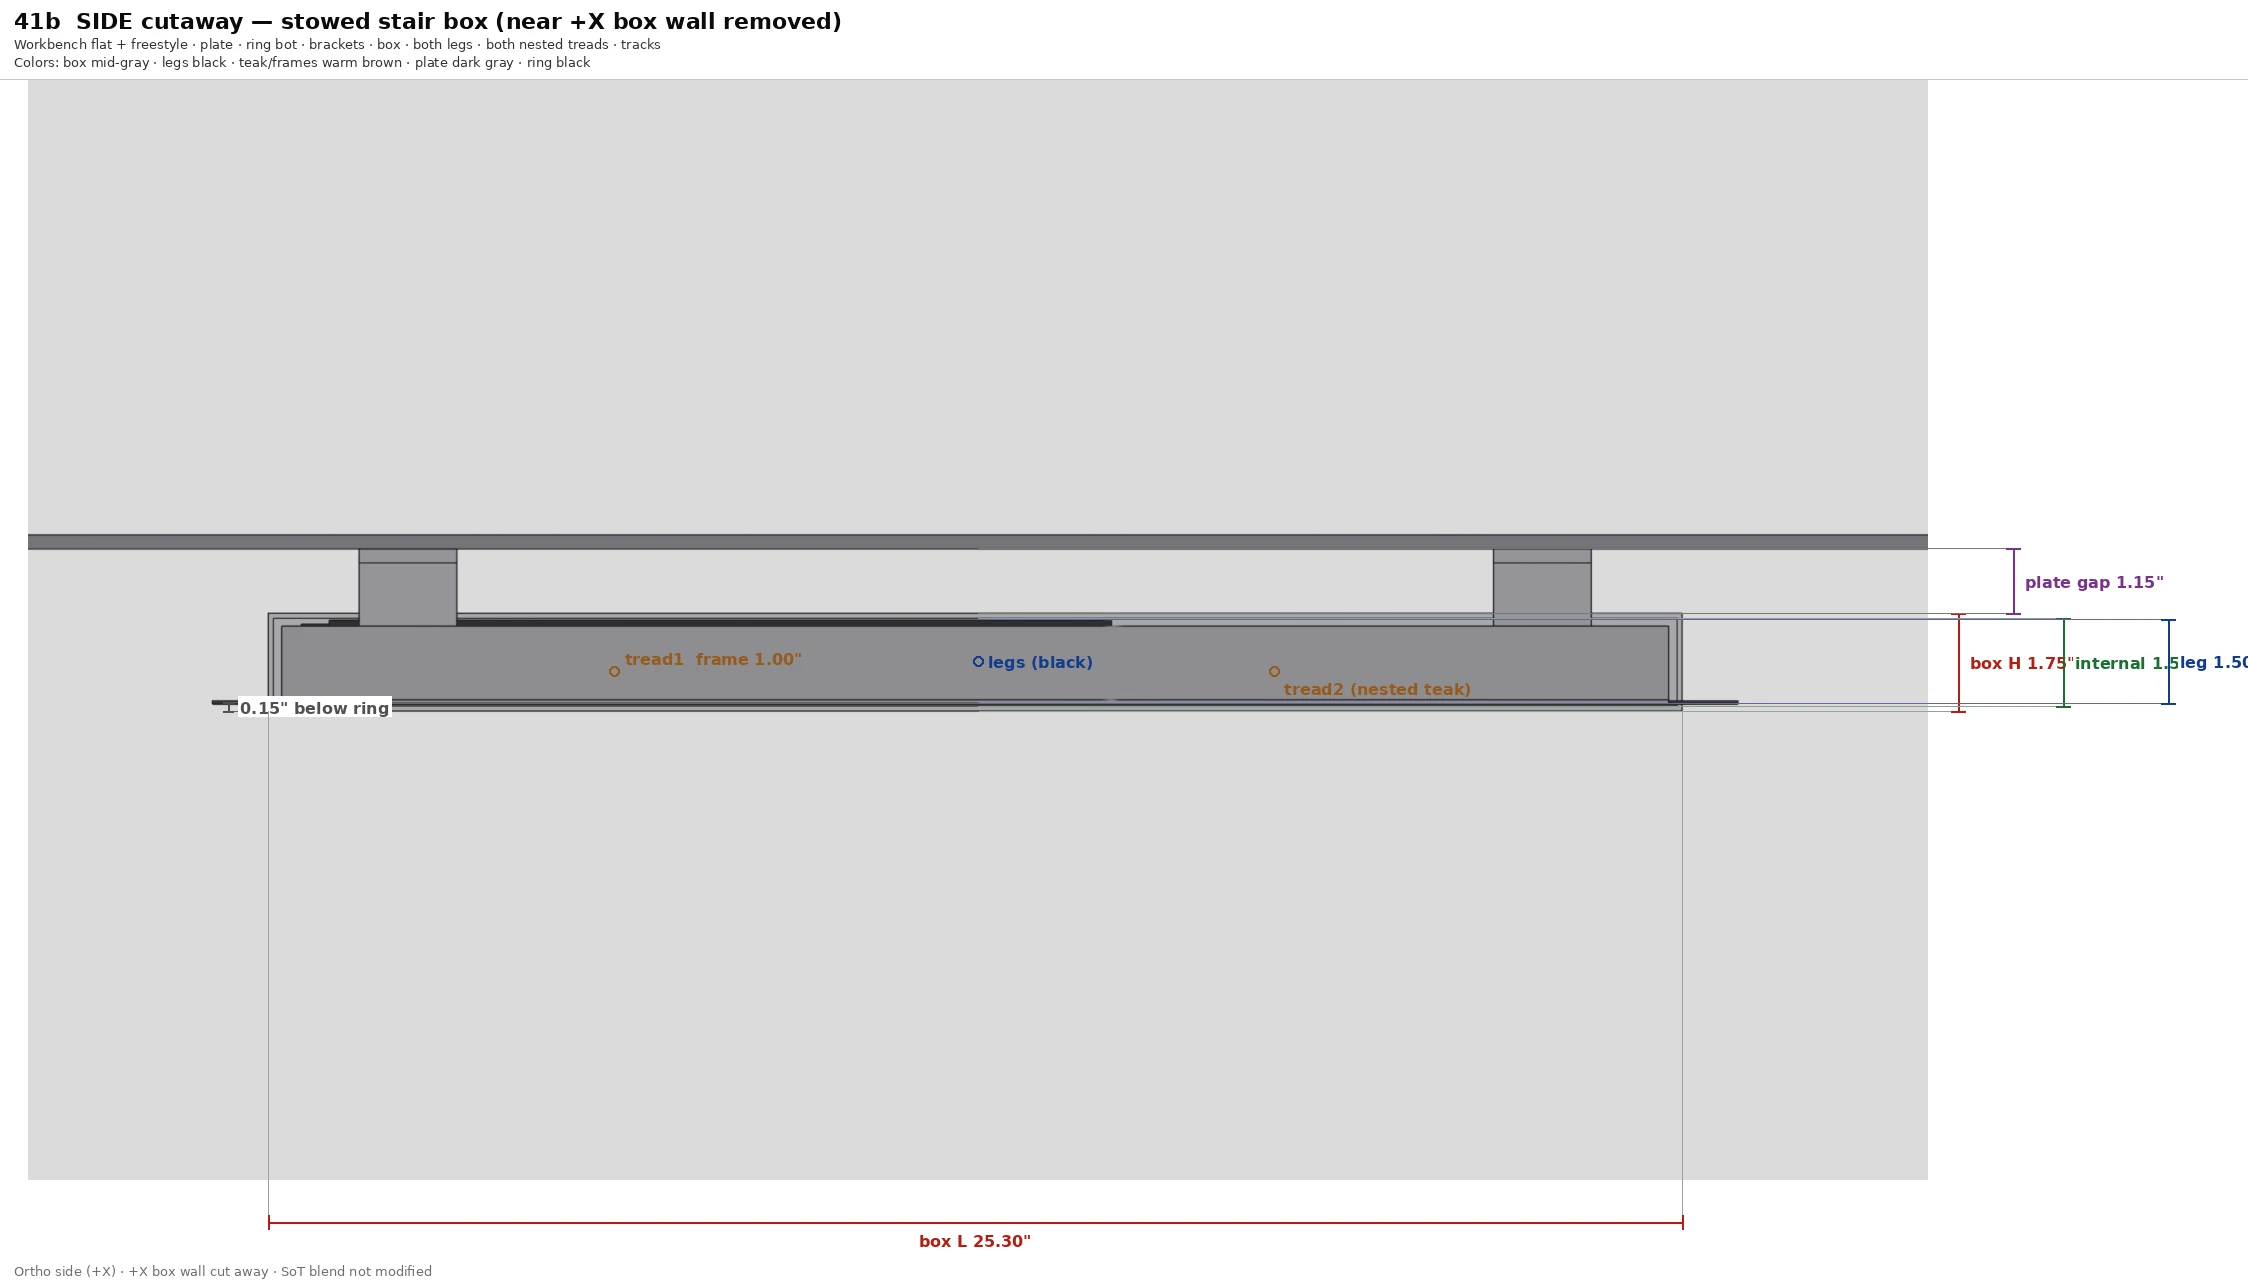 41b  SIDE cutaway — stowed stair box (near +X box wall removed)
Workbench flat + freestyle · plate · ring bot · brackets · box · both legs · both nested treads · tracks
Colors: box mid-gray · legs black · teak/frames warm brown · plate dark gray · ring black
plate gap 1.15"
tread1  frame 1.00"
legs (black)
box H 1.75"
internal 1.5
leg 1.50
tread2 (nested teak)
0.15" below ring
box L 25.30"
Ortho side (+X) · +X box wall cut away · SoT blend not modified